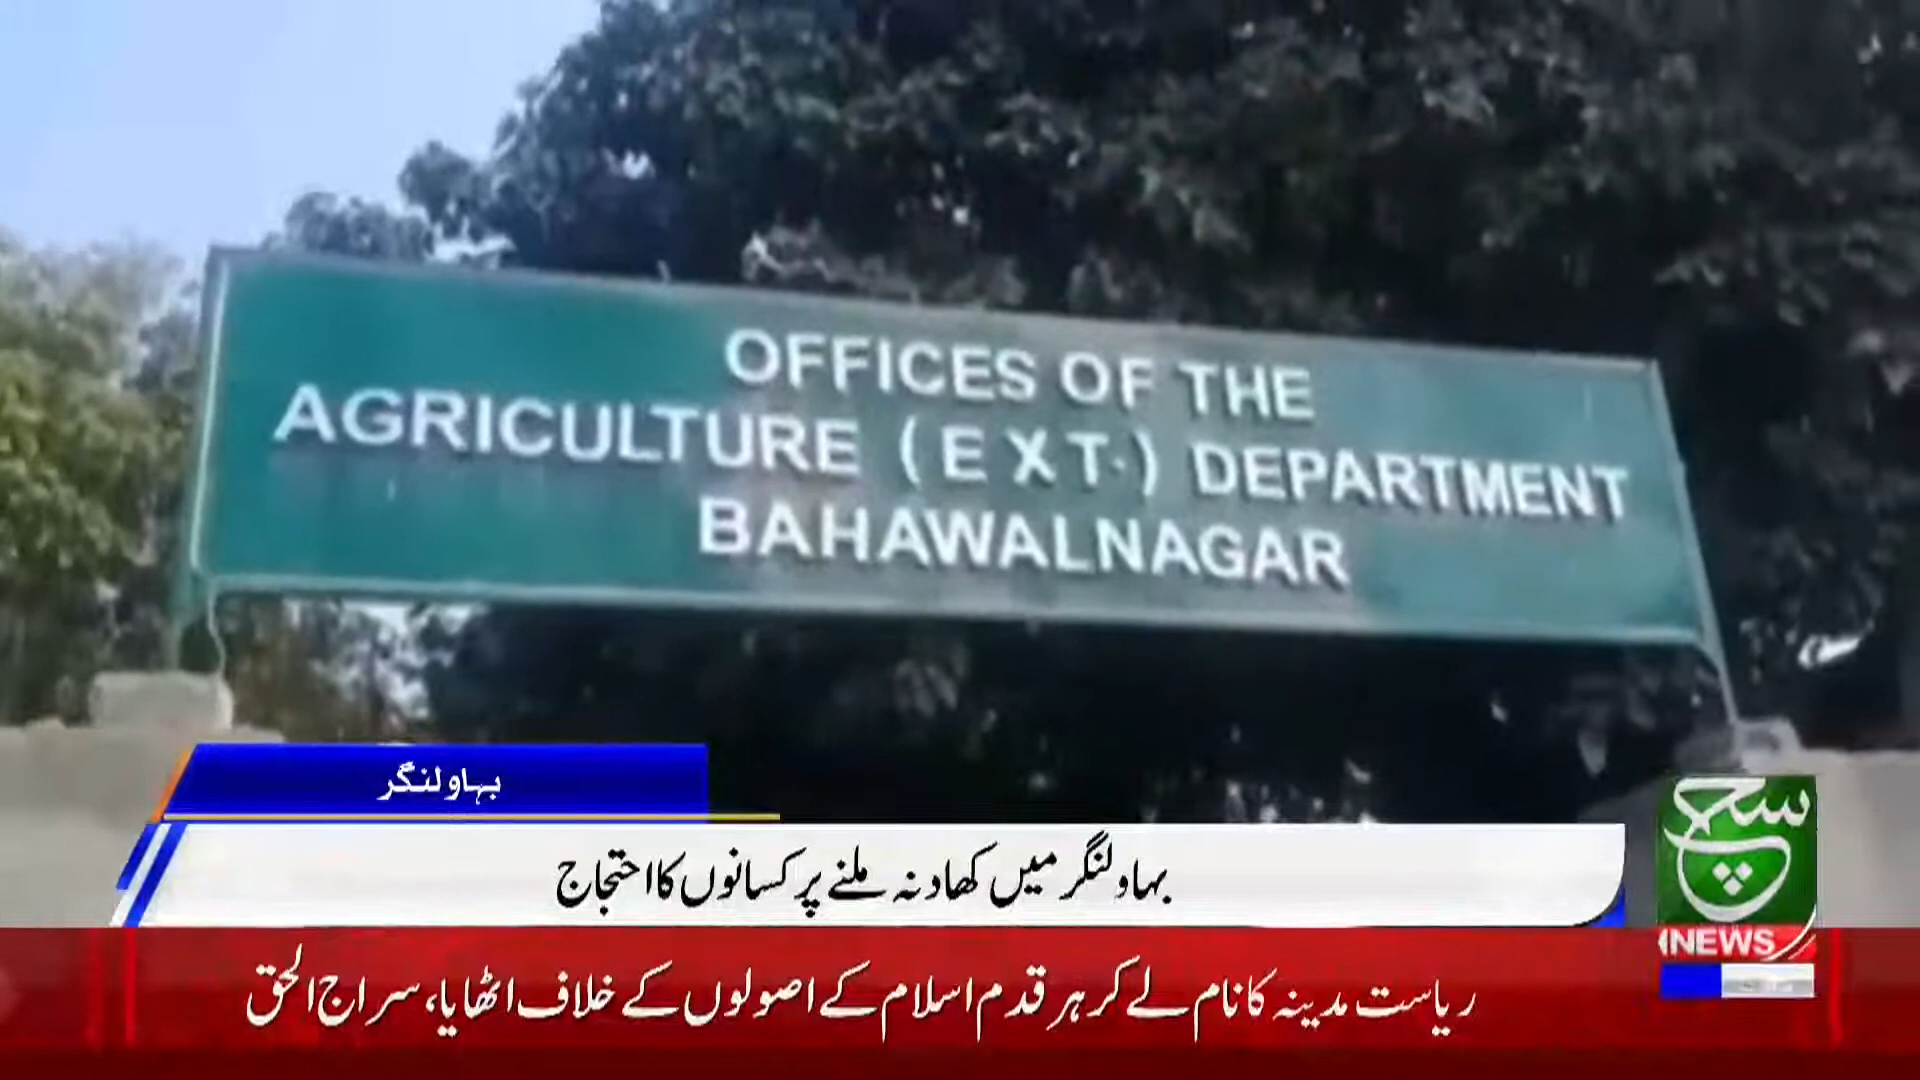 OFFICES OF THE
AGRICULTURE (EXT.) DEPARTMENT
BAHAWALNAGAR
بہاولنگر
بہاولنگر میں کھاد نہ ملنے پر کسانوں کا احتجاج
سچ
NEWS
ریاست مدینہ کا نام لے کر ہر قدم اسلام کے اصولوں کے خلاف اٹھایا، سراج الحق